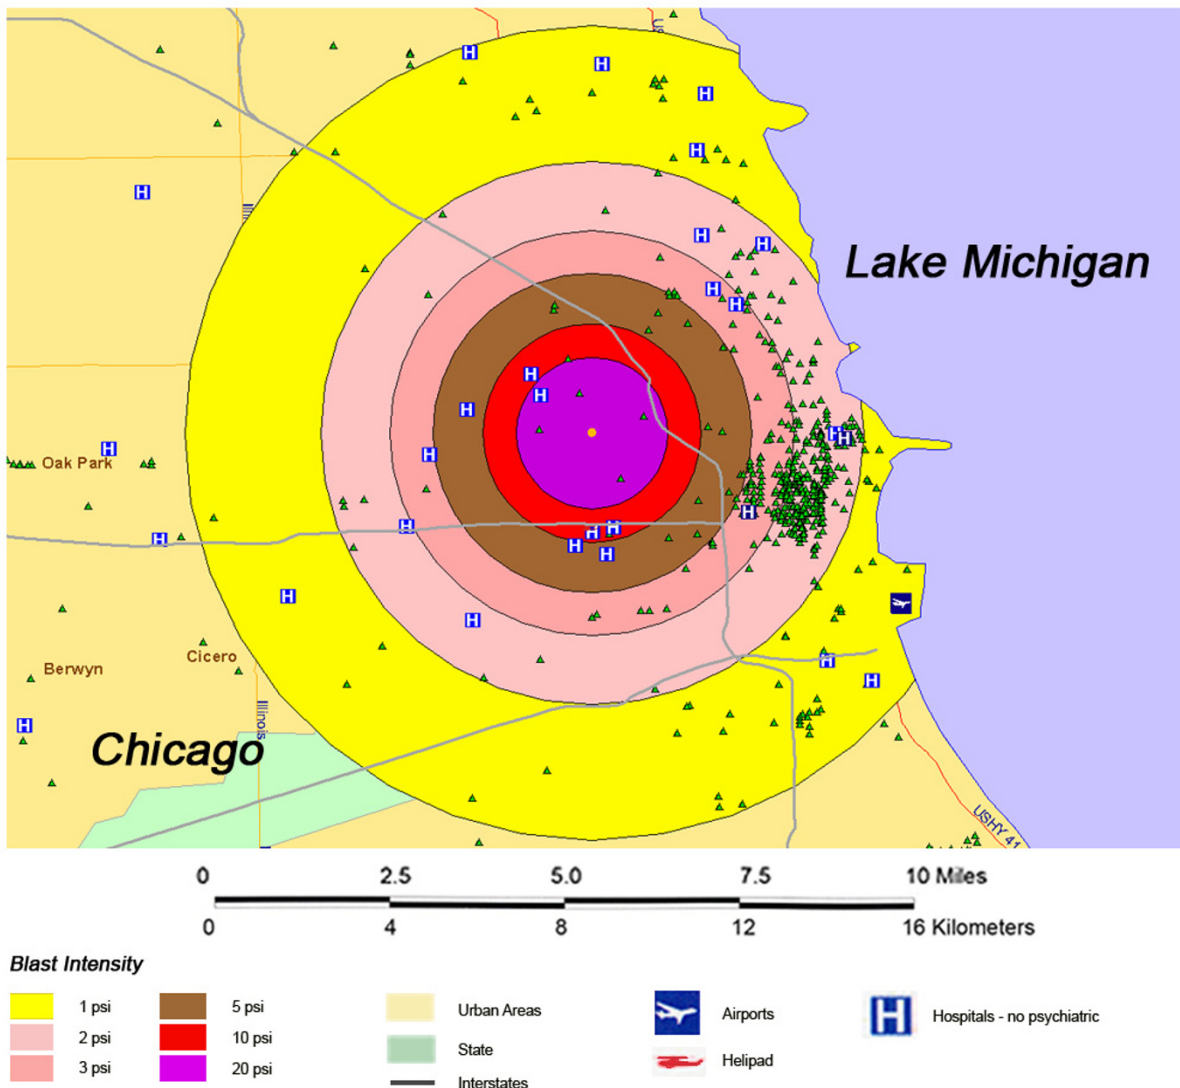 US
H
H
H
H
H
Illi
H
H
Lake Michigan
H
H
H
H
H
H
H
H
H
Oak Park
H
H
H
H
H
H
H
H
H
H
H
Cicero
Berwyn
H
H
H
Illinois
Chicago
USHY 41
0 2.5 5.0 7.5 10 Miles
0 4 8 12 16 Kilometers
Blast Intensity
1 psi
2 psi
3 psi
5 psi
10 psi
20 psi
Urban Areas
State
Interstates
Airports
Helipad
H Hospitals - no psychiatric